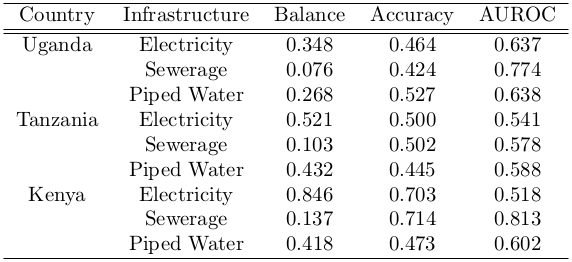 Country Infrastructure Balance Accuracy AUROC
Uganda Electricity 0.348 0.464 0.637
Sewerage 0.076 0.424 0.774
Piped Water 0.268 0.527 0.638
Tanzania Electricity 0.521 0.500 0.541
Sewerage 0.103 0.502 0.578
Piped Water 0.432 0.445 0.588
Kenya Electricity 0.846 0.703 0.518
Sewerage 0.137 0.714 0.813
Piped Water 0.418 0.473 0.602